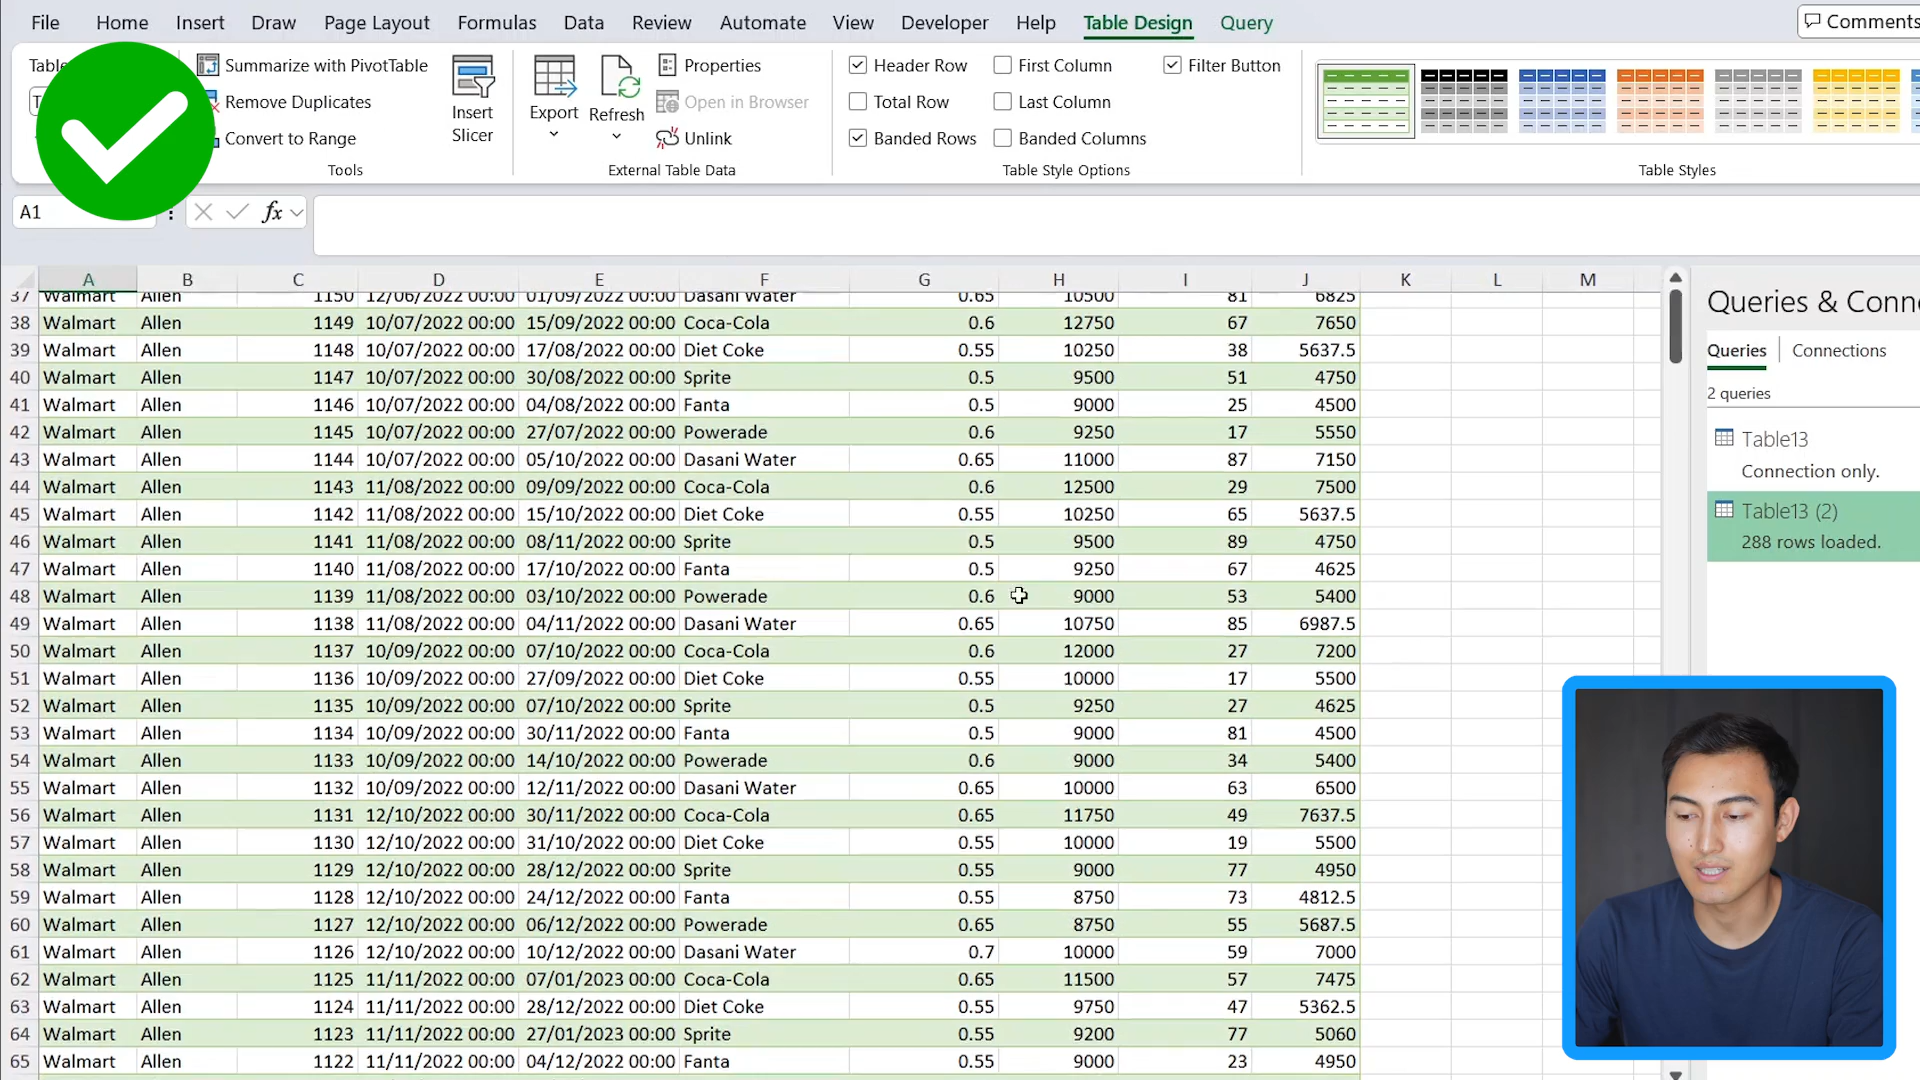 File Home Insert Draw Page Layout Formulas Data Review Automate View Developer Help Table Design Query Comments
Summarize with PivotTable
Remove Duplicates
Convert to Range
Tools
Insert Slicer
Export Refresh
Properties
Open in Browser
Unlink
External Table Data
Header Row First Column Filter Button
Total Row Last Column
Banded Rows Banded Columns
Table Style Options
Table Styles
A1 fx
A B C D E F G H I J K L M
37 Walmart Allen 1150 12/06/2022 00:00 01/09/2022 00:00 Dasani Water 0.65 10500 81 6825
38 Walmart Allen 1149 10/07/2022 00:00 15/09/2022 00:00 Coca-Cola 0.6 12750 67 7650
39 Walmart Allen 1148 10/07/2022 00:00 17/08/2022 00:00 Diet Coke 0.55 10250 38 5637.5
40 Walmart Allen 1147 10/07/2022 00:00 30/08/2022 00:00 Sprite 0.5 9500 51 4750
41 Walmart Allen 1146 10/07/2022 00:00 04/08/2022 00:00 Fanta 0.5 9000 25 4500
42 Walmart Allen 1145 10/07/2022 00:00 27/07/2022 00:00 Powerade 0.6 9250 17 5550
43 Walmart Allen 1144 10/07/2022 00:00 05/10/2022 00:00 Dasani Water 0.65 11000 87 7150
44 Walmart Allen 1143 11/08/2022 00:00 09/09/2022 00:00 Coca-Cola 0.6 12500 29 7500
45 Walmart Allen 1142 11/08/2022 00:00 15/10/2022 00:00 Diet Coke 0.55 10250 65 5637.5
46 Walmart Allen 1141 11/08/2022 00:00 08/11/2022 00:00 Sprite 0.5 9500 89 4750
47 Walmart Allen 1140 11/08/2022 00:00 17/10/2022 00:00 Fanta 0.5 9250 67 4625
48 Walmart Allen 1139 11/08/2022 00:00 03/10/2022 00:00 Powerade 0.6 9000 53 5400
49 Walmart Allen 1138 11/08/2022 00:00 04/11/2022 00:00 Dasani Water 0.65 10750 85 6987.5
50 Walmart Allen 1137 10/09/2022 00:00 07/10/2022 00:00 Coca-Cola 0.6 12000 27 7200
51 Walmart Allen 1136 10/09/2022 00:00 27/09/2022 00:00 Diet Coke 0.55 10000 17 5500
52 Walmart Allen 1135 10/09/2022 00:00 07/10/2022 00:00 Sprite 0.5 9250 27 4625
53 Walmart Allen 1134 10/09/2022 00:00 30/11/2022 00:00 Fanta 0.5 9000 81 4500
54 Walmart Allen 1133 10/09/2022 00:00 14/10/2022 00:00 Powerade 0.6 9000 34 5400
55 Walmart Allen 1132 10/09/2022 00:00 12/11/2022 00:00 Dasani Water 0.65 10000 63 6500
56 Walmart Allen 1131 12/10/2022 00:00 30/11/2022 00:00 Coca-Cola 0.65 11750 49 7637.5
57 Walmart Allen 1130 12/10/2022 00:00 31/10/2022 00:00 Diet Coke 0.55 10000 19 5500
58 Walmart Allen 1129 12/10/2022 00:00 28/12/2022 00:00 Sprite 0.55 9000 77 4950
59 Walmart Allen 1128 12/10/2022 00:00 24/12/2022 00:00 Fanta 0.55 8750 73 4812.5
60 Walmart Allen 1127 12/10/2022 00:00 06/12/2022 00:00 Powerade 0.65 8750 55 5687.5
61 Walmart Allen 1126 12/10/2022 00:00 10/12/2022 00:00 Dasani Water 0.7 10000 59 7000
62 Walmart Allen 1125 11/11/2022 00:00 07/01/2023 00:00 Coca-Cola 0.65 11500 57 7475
63 Walmart Allen 1124 11/11/2022 00:00 28/12/2022 00:00 Diet Coke 0.55 9750 47 5362.5
64 Walmart Allen 1123 11/11/2022 00:00 27/01/2023 00:00 Sprite 0.55 9200 77 5060
65 Walmart Allen 1122 11/11/2022 00:00 04/12/2022 00:00 Fanta 0.55 9000 23 4950
Queries & Conne
Queries Connections
2 queries
Table13
Connection only.
Table13 (2)
288 rows loaded.